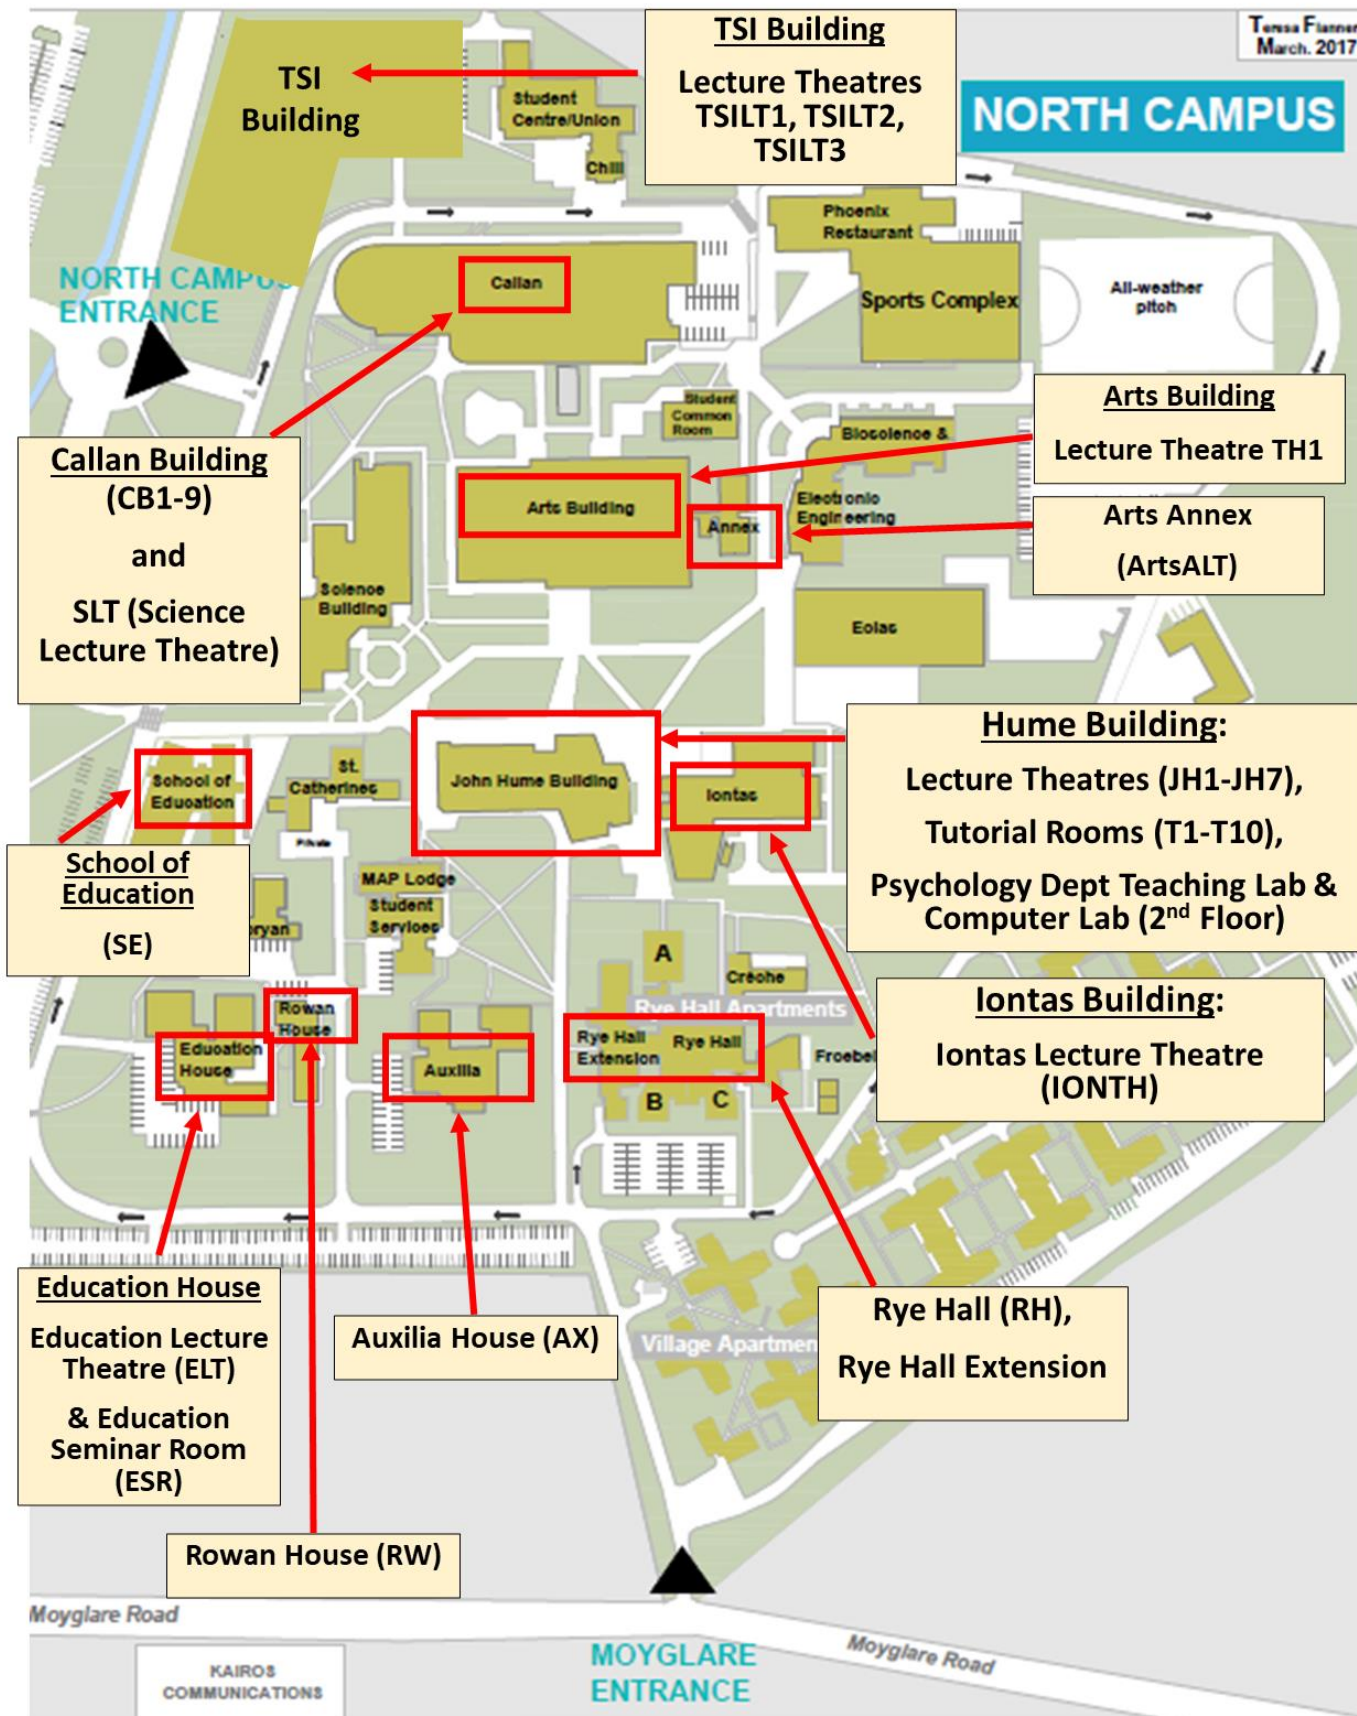 TSI Building
Lecture Theatres
TSILT1, TSILT2,
TSILT3
March. 2017
NORTH CAMPUS
TSI
Building
Student
Centre/Union
Chill
Phoenix
Restaurant
Sports Complex
All-weather
pitch
NORTH CAMPUS
ENTRANCE
Callan
Student
Common
Room
Arts Building
Lecture Theatre TH1
Callan Building
(CB1-9)
and
SLT (Science
Lecture Theatre)
Bioscience &
Electronic
Engineering
Arts Building
Annex
Arts Annex
(ArtsALT)
Science
Building
Eolas
Hume Building:
Lecture Theatres (JH1-JH7),
Tutorial Rooms (T1-T10),
Psychology Dept Teaching Lab &
Computer Lab (2nd Floor)
School of
Education
St.
Catherines
Private
John Hume Building
Iontas
School of
Education
(SE)
MAP Lodge
Student
Services
A
Creche
Rye Hall Apartments
Iontas Building:
Iontas Lecture Theatre
(IONTH)
Rowan
House
Education
House
Auxilia
Rye Hall
Extension
Rye Hall
Froebel
B
C
Education House
Education Lecture
Theatre (ELT)
& Education
Seminar Room
(ESR)
Auxilia House (AX)
Rye Hall (RH),
Rye Hall Extension
Village Apartmen
Rowan House (RW)
Moyglare Road
Moyglare Road
KAIROS
COMMUNICATIONS
MOYGLARE
ENTRANCE